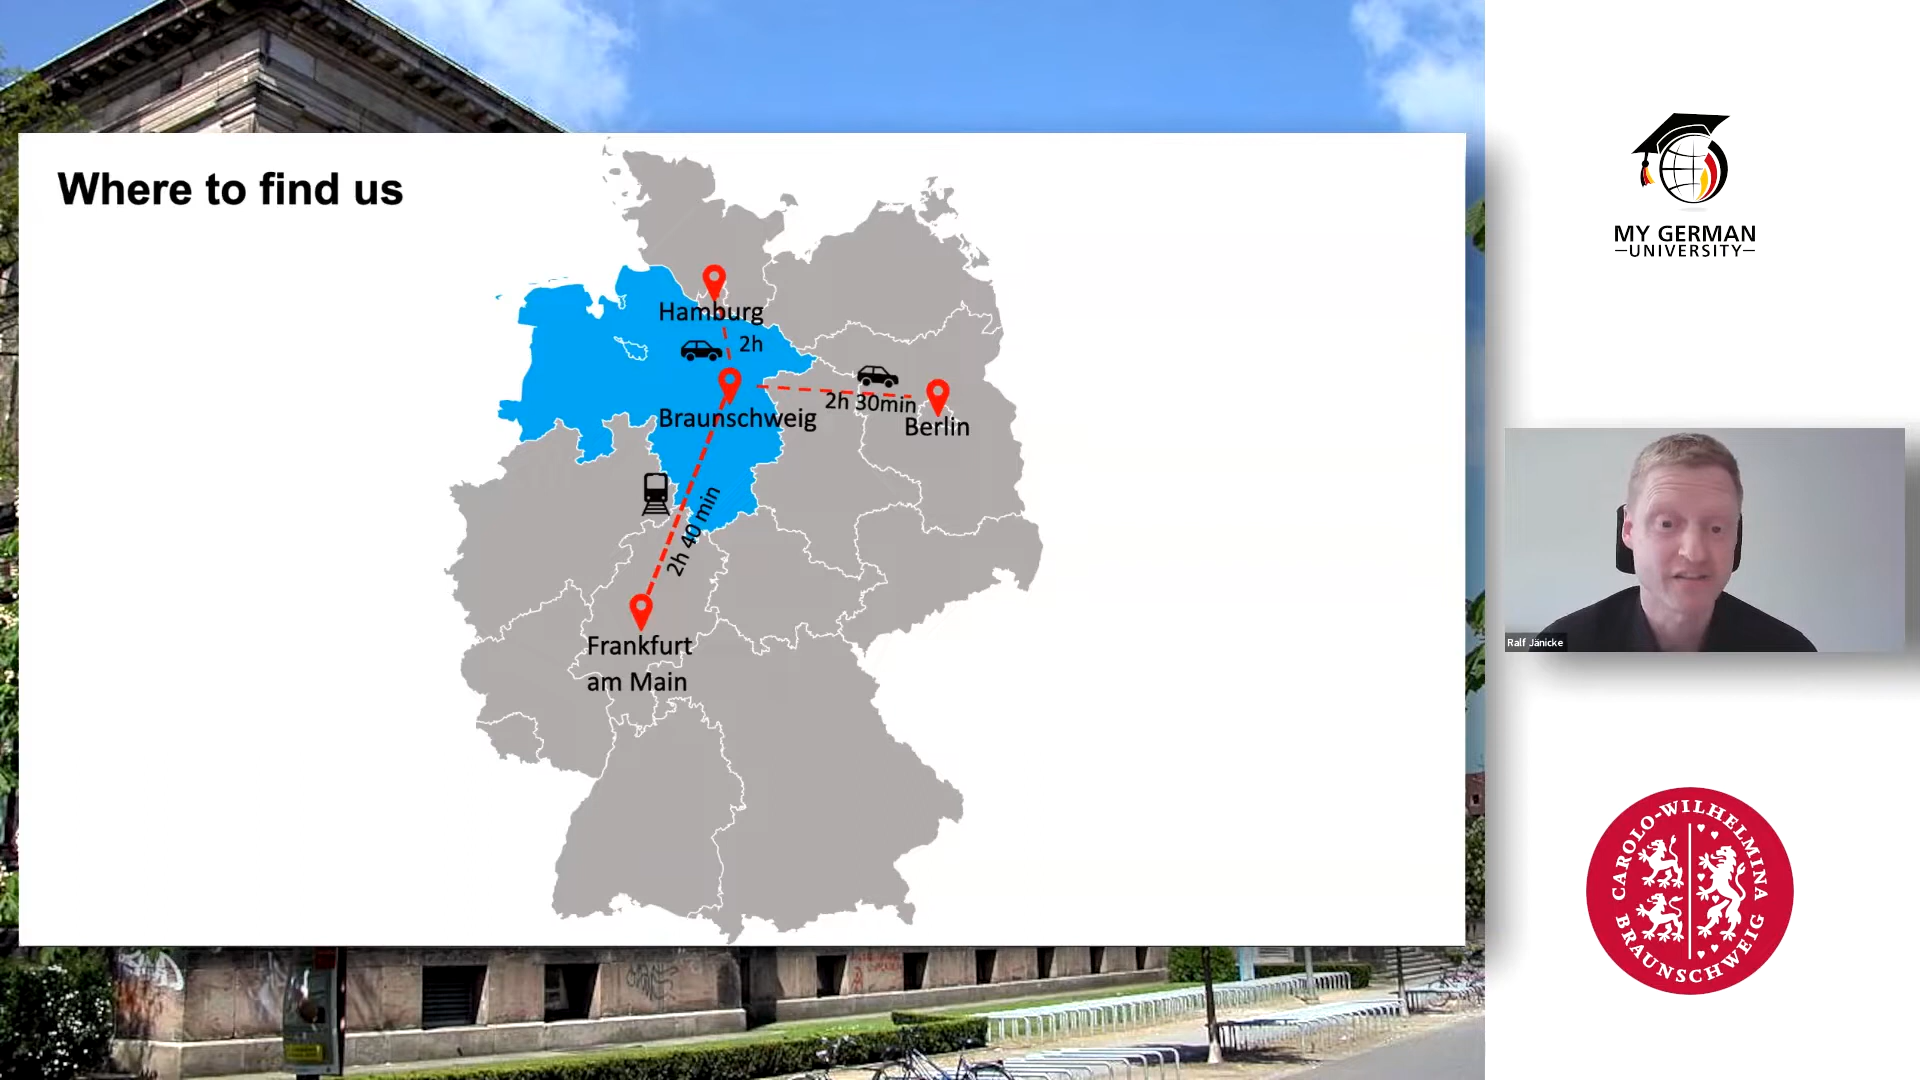 Where to find us
Hamburg
2h
Braunschweig
2h 30min
Berlin
2h 40 min
Frankfurt
am Main
MY GERMAN
UNIVERSITY
Ralf Jänicke
CAROLO-WILHELMINA
BRAUNSCHWEIG